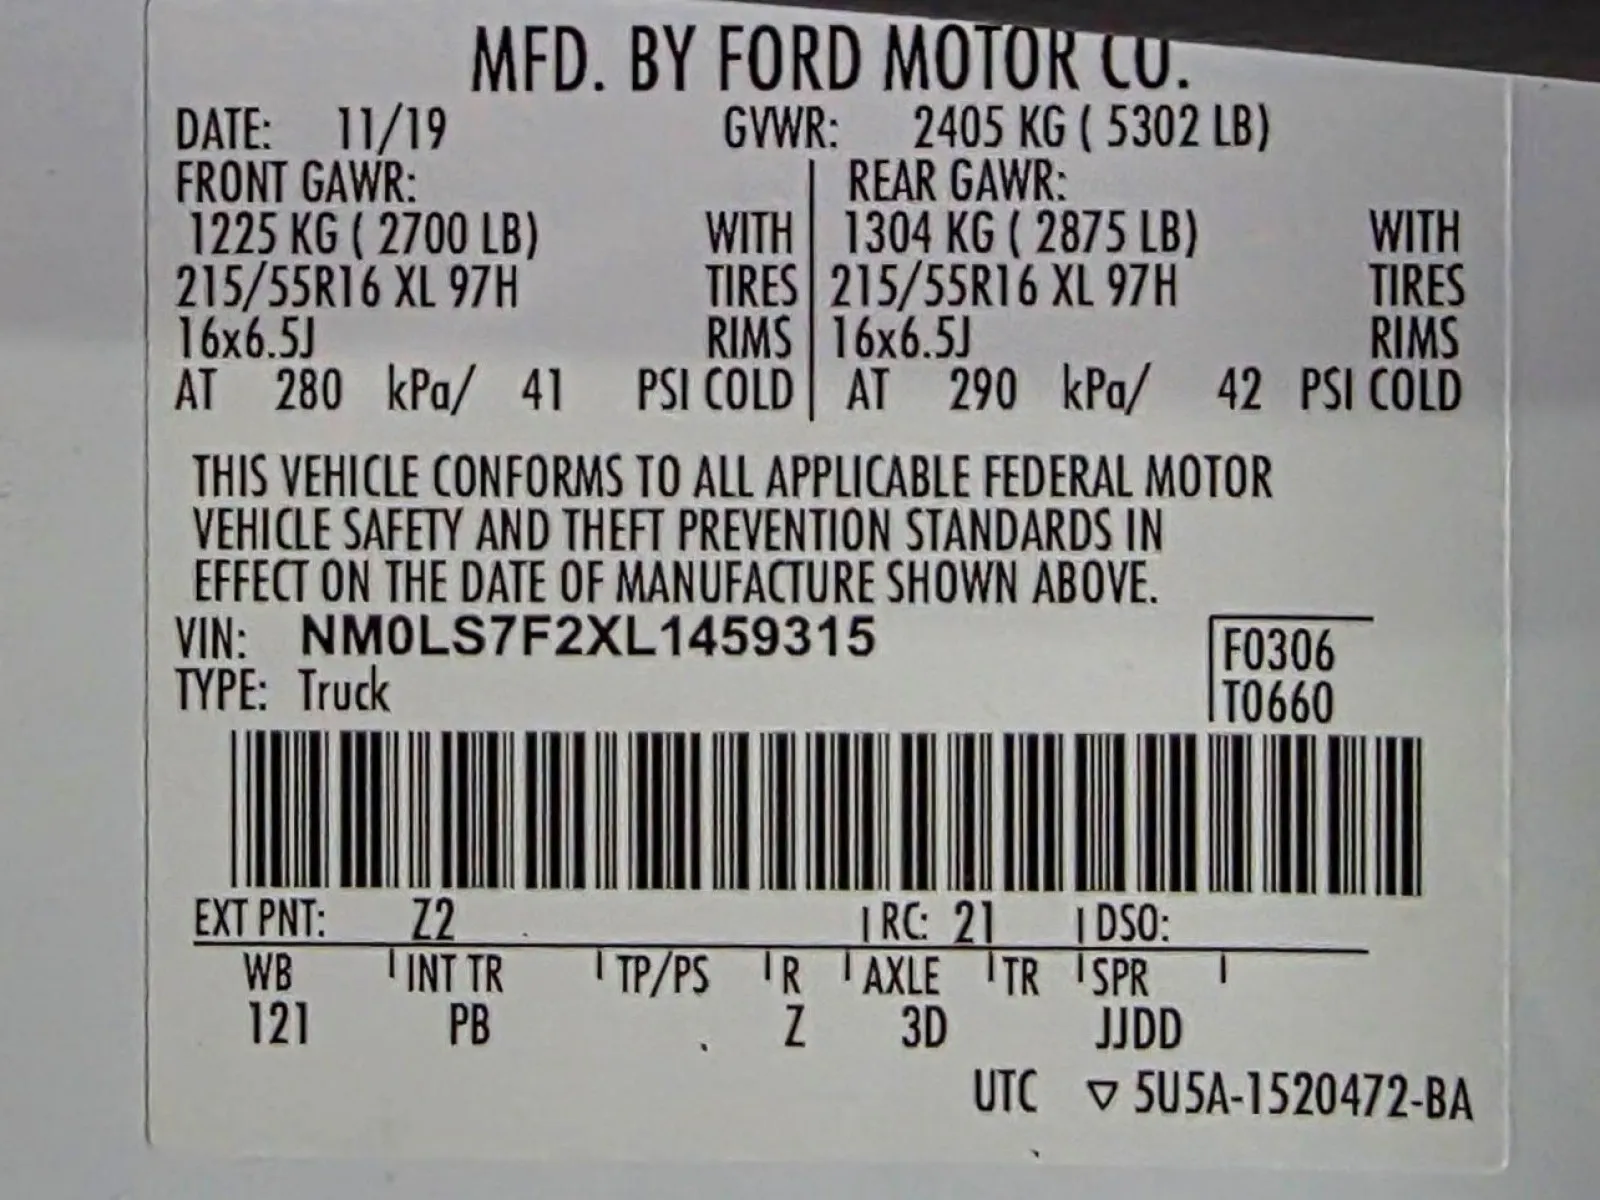 MFD. BY FORD MOTOR CO.
DATE: 11/19 GVWR: 2405 KG ( 5302 LB)
FRONT GAWR: REAR GAWR:
1225 KG ( 2700 LB) WITH 1304 KG ( 2875 LB) WITH
215/55R16 XL 97H TIRES 215/55R16 XL 97H TIRES
16x6.5J RIMS 16x6.5J RIMS
AT 280 kPa/ 41 PSI COLD AT 290 kPa/ 42 PSI COLD
THIS VEHICLE CONFORMS TO ALL APPLICABLE FEDERAL MOTOR
VEHICLE SAFETY AND THEFT PREVENTION STANDARDS IN
EFFECT ON THE DATE OF MANUFACTURE SHOWN ABOVE.
VIN: NM0LS7F2XL1459315 F0306
TYPE: Truck T0660
EXT PNT: Z2 RC: 21 DSO:
WB INT TR TP/PS R AXLE TR SPR
121 PB Z 3D JJDD
UTC ▽ 5U5A-1520472-BA